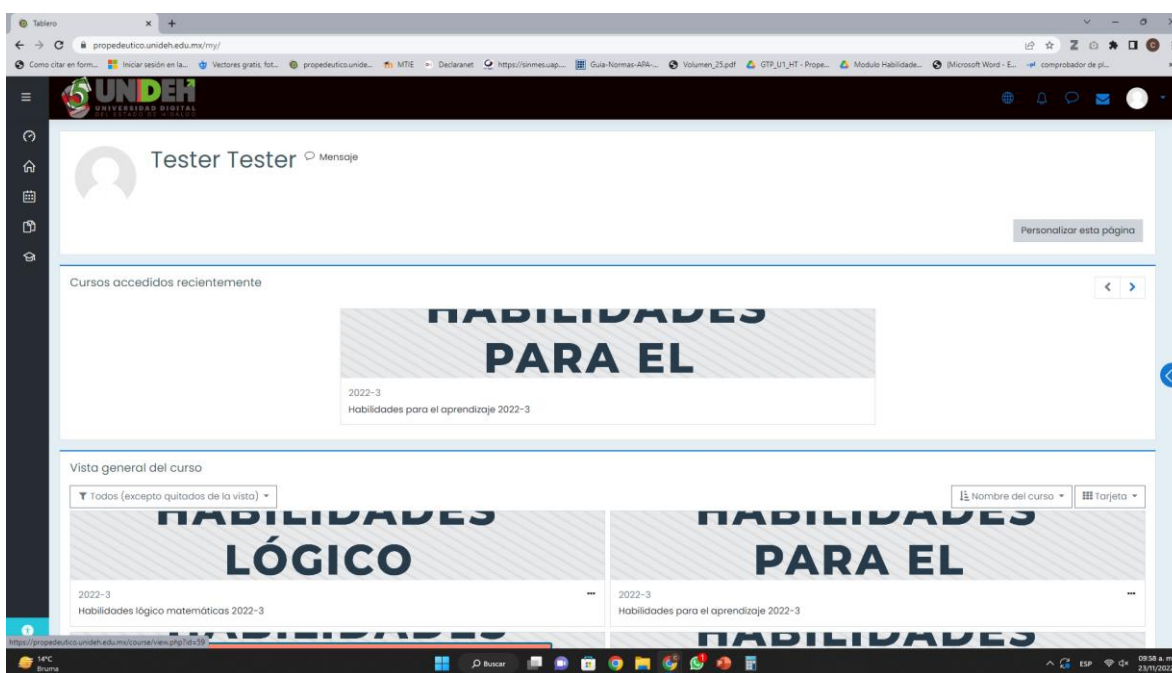 Tablero
propedeutico.unideh.edu.mx/my/
Como citar en form... Iniciar sesión en la... Vectores gratis, fot... propedeutico.unide... MTIE Declaranet https://sinmes.uap... Guia-Normas-APA-... Volumen_25.pdf GTP_U1_HT - Prope... Modulo Habilidade... (Microsoft Word - E... comprobador de pl...
UNIDEH
UNIVERSIDAD DIGITAL
DEL ESTADO DE HIDALGO
Tester Tester Mensaje
Personalizar esta página
Cursos accedidos recientemente
HABILIDADES
PARA EL
2022-3
Habilidades para el aprendizaje 2022-3
Vista general del curso
Todos (excepto quitados de la vista) Nombre del curso Tarjeta
HABILIDADES HABILIDADES
LÓGICO PARA EL
2022-3 2022-3
Habilidades lógico matemáticas 2022-3 Habilidades para el aprendizaje 2022-3
HABILIDADES HABILIDADES
https://propedeutico.unideh.edu.mx/course/view.php?id=59
14°C
Bruma
Buscar
ESP
09:58 a. m.
23/11/2022